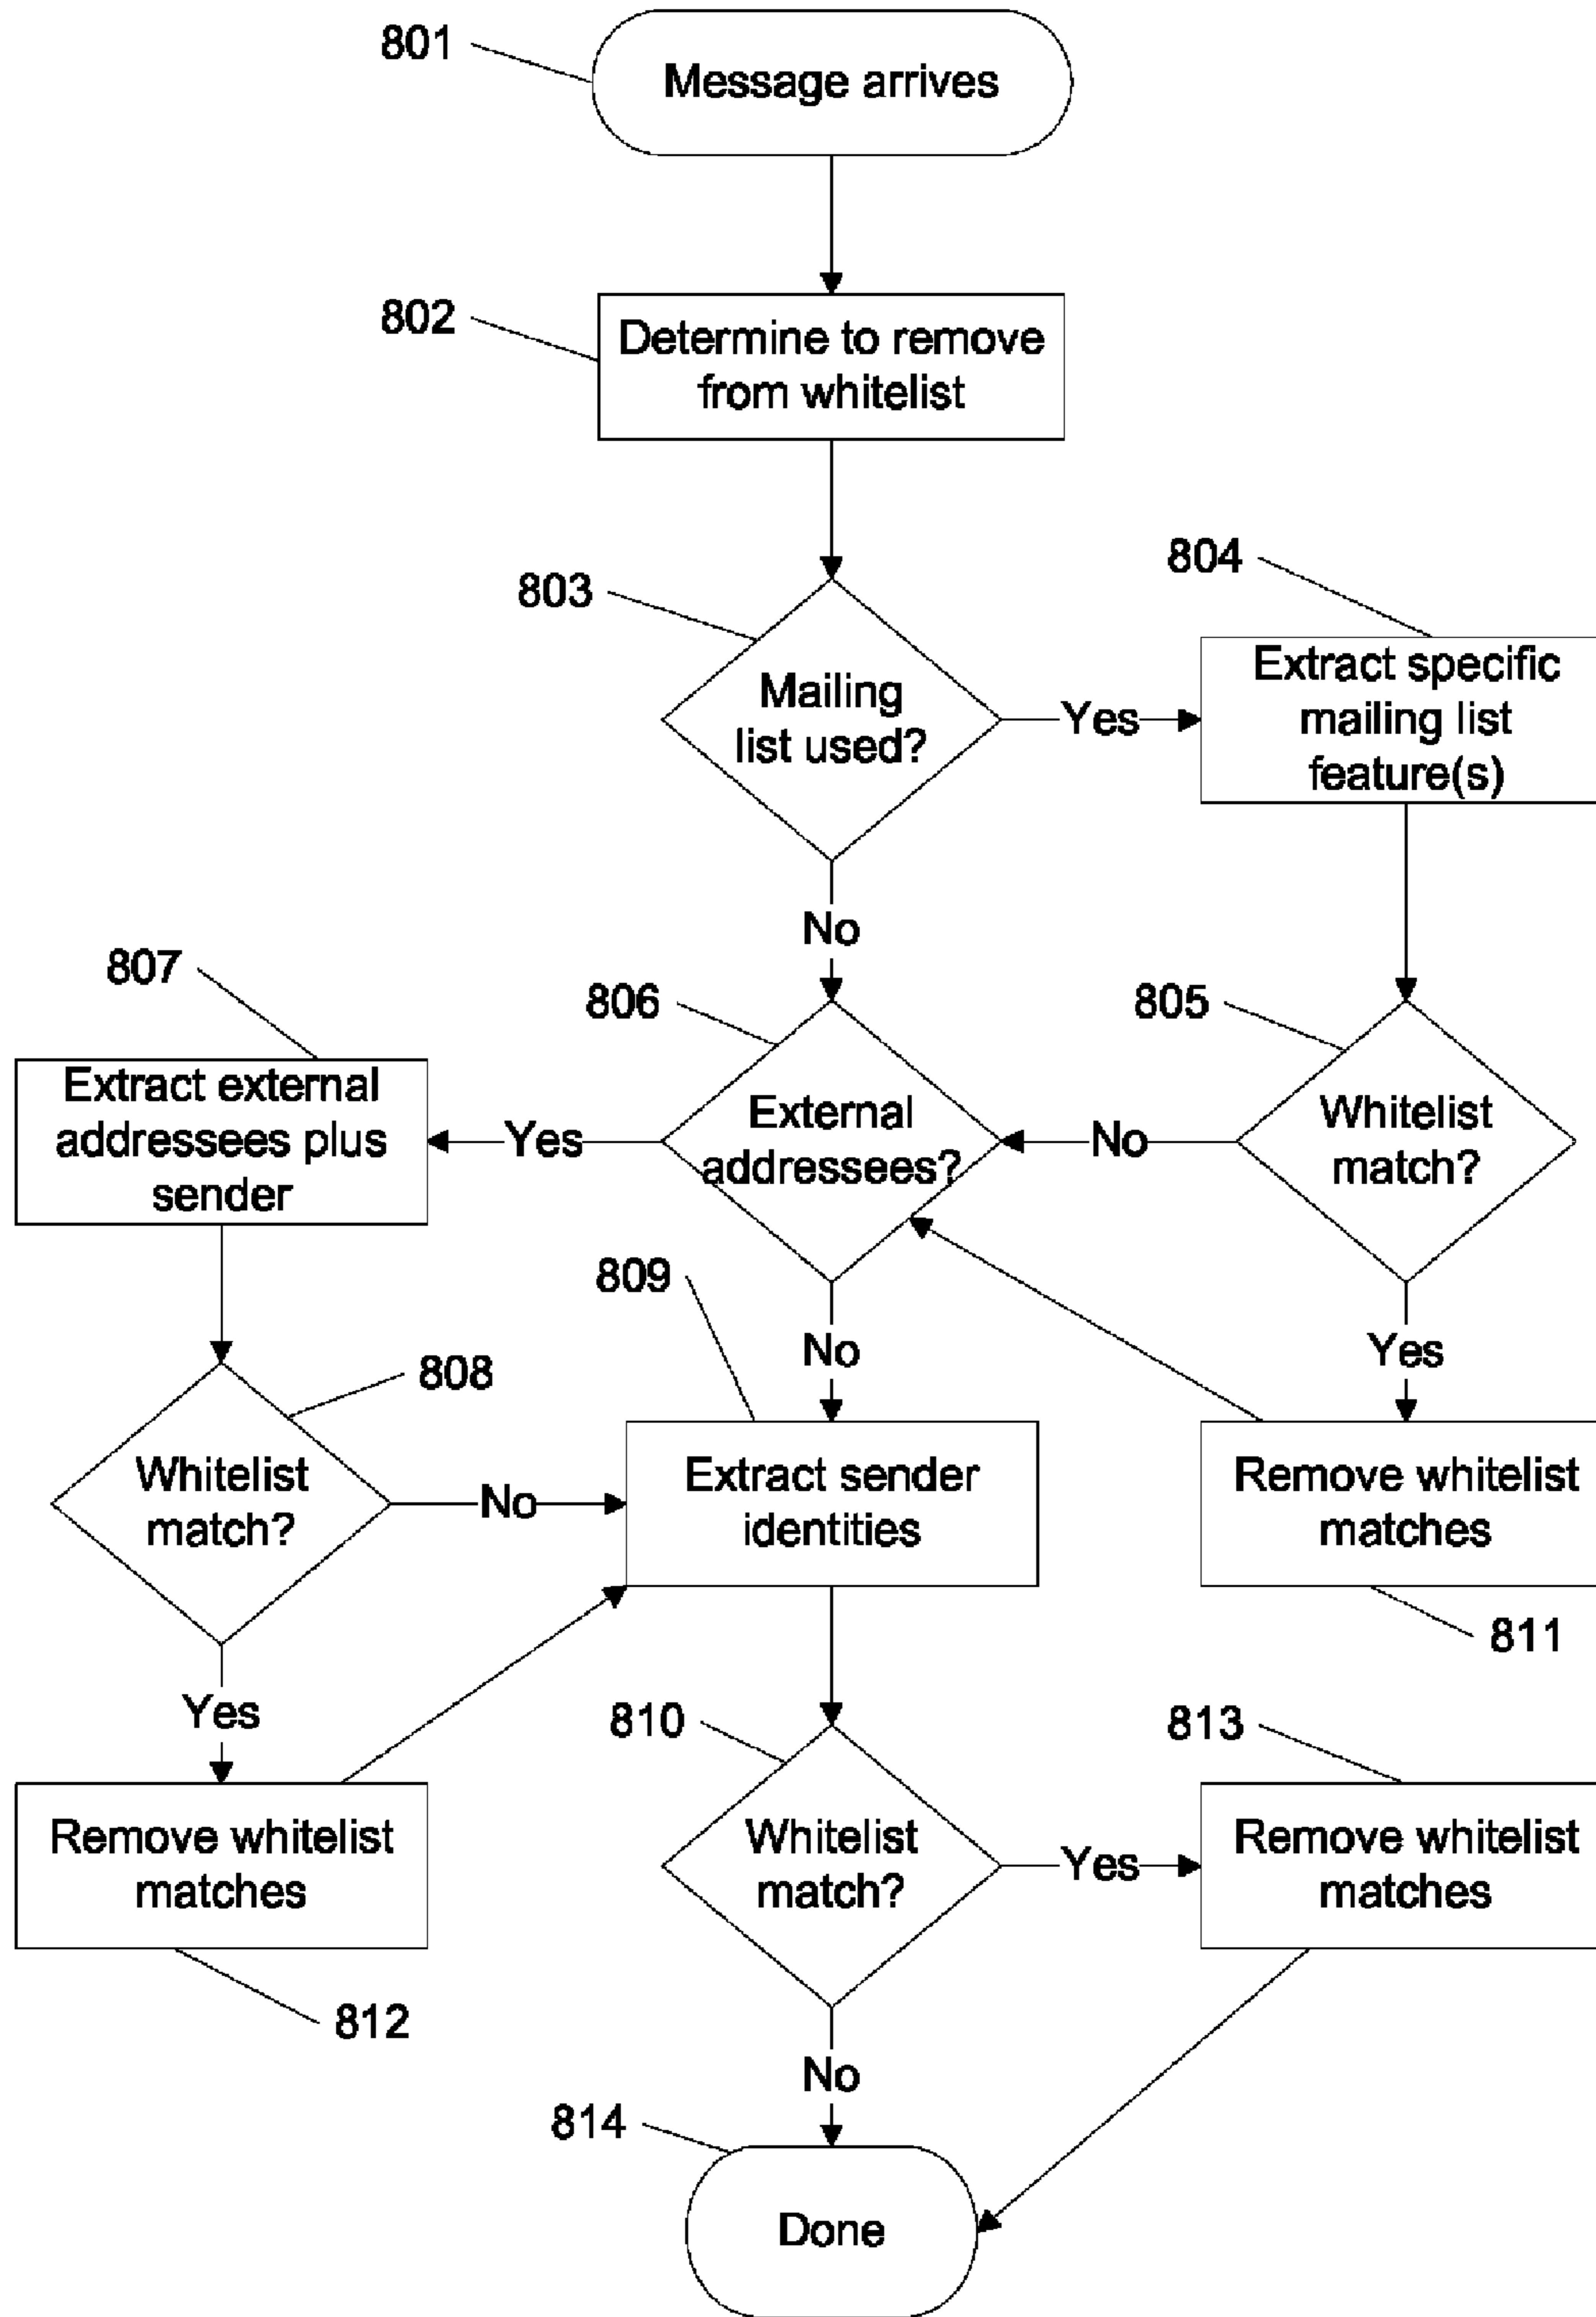 801
Message arrives
802
Determine to remove
from whitelist
803
Mailing
list used?
Yes
804
Extract specific
mailing list
feature(s)
No
807
Extract external
addressees plus
sender
Yes
806
External
addressees?
No
805
Whitelist
match?
809
No
Yes
808
Whitelist
match?
No
Extract sender
identities
Remove whitelist
matches
811
Yes
Remove whitelist
matches
812
810
Whitelist
match?
Yes
813
Remove whitelist
matches
No
814
Done